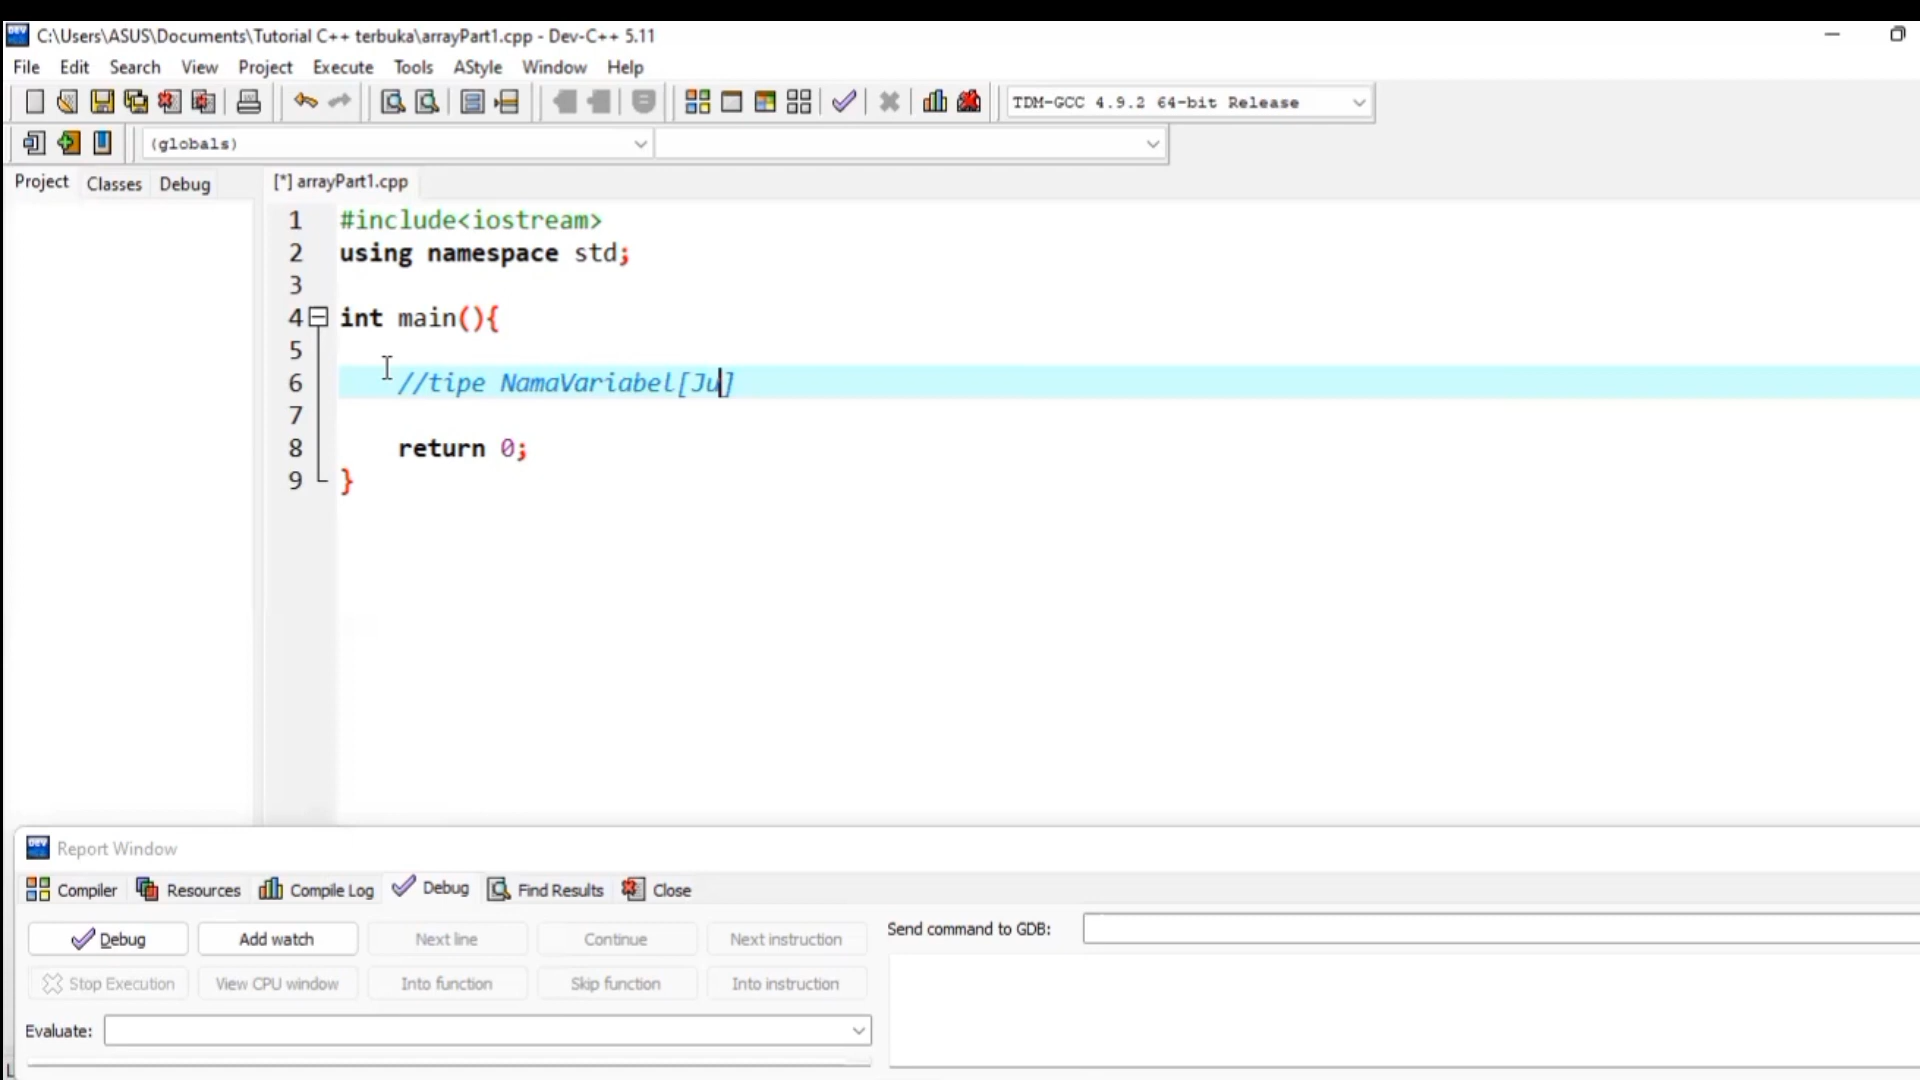 C:\Users\ASUS\Documents\Tutorial C++ terbuka\arrayPart1.cpp - Dev-C++ 5.11
File Edit Search View Project Execute Tools AStyle Window Help
TDM-GCC 4.9.2 64-bit Release
(globals)
Project Classes Debug
[*] arrayPart1.cpp
1 #include<iostream>
2 using namespace std;
3
4 int main(){
5
6 //tipe NamaVariabel[Ju]
7
8 return 0;
9 }
Report Window
Compiler Resources Compile Log Debug Find Results Close
Debug Add watch Next line Continue Next instruction
Send command to GDB:
Stop Execution View CPU window Into function Skip function Into instruction
Evaluate: